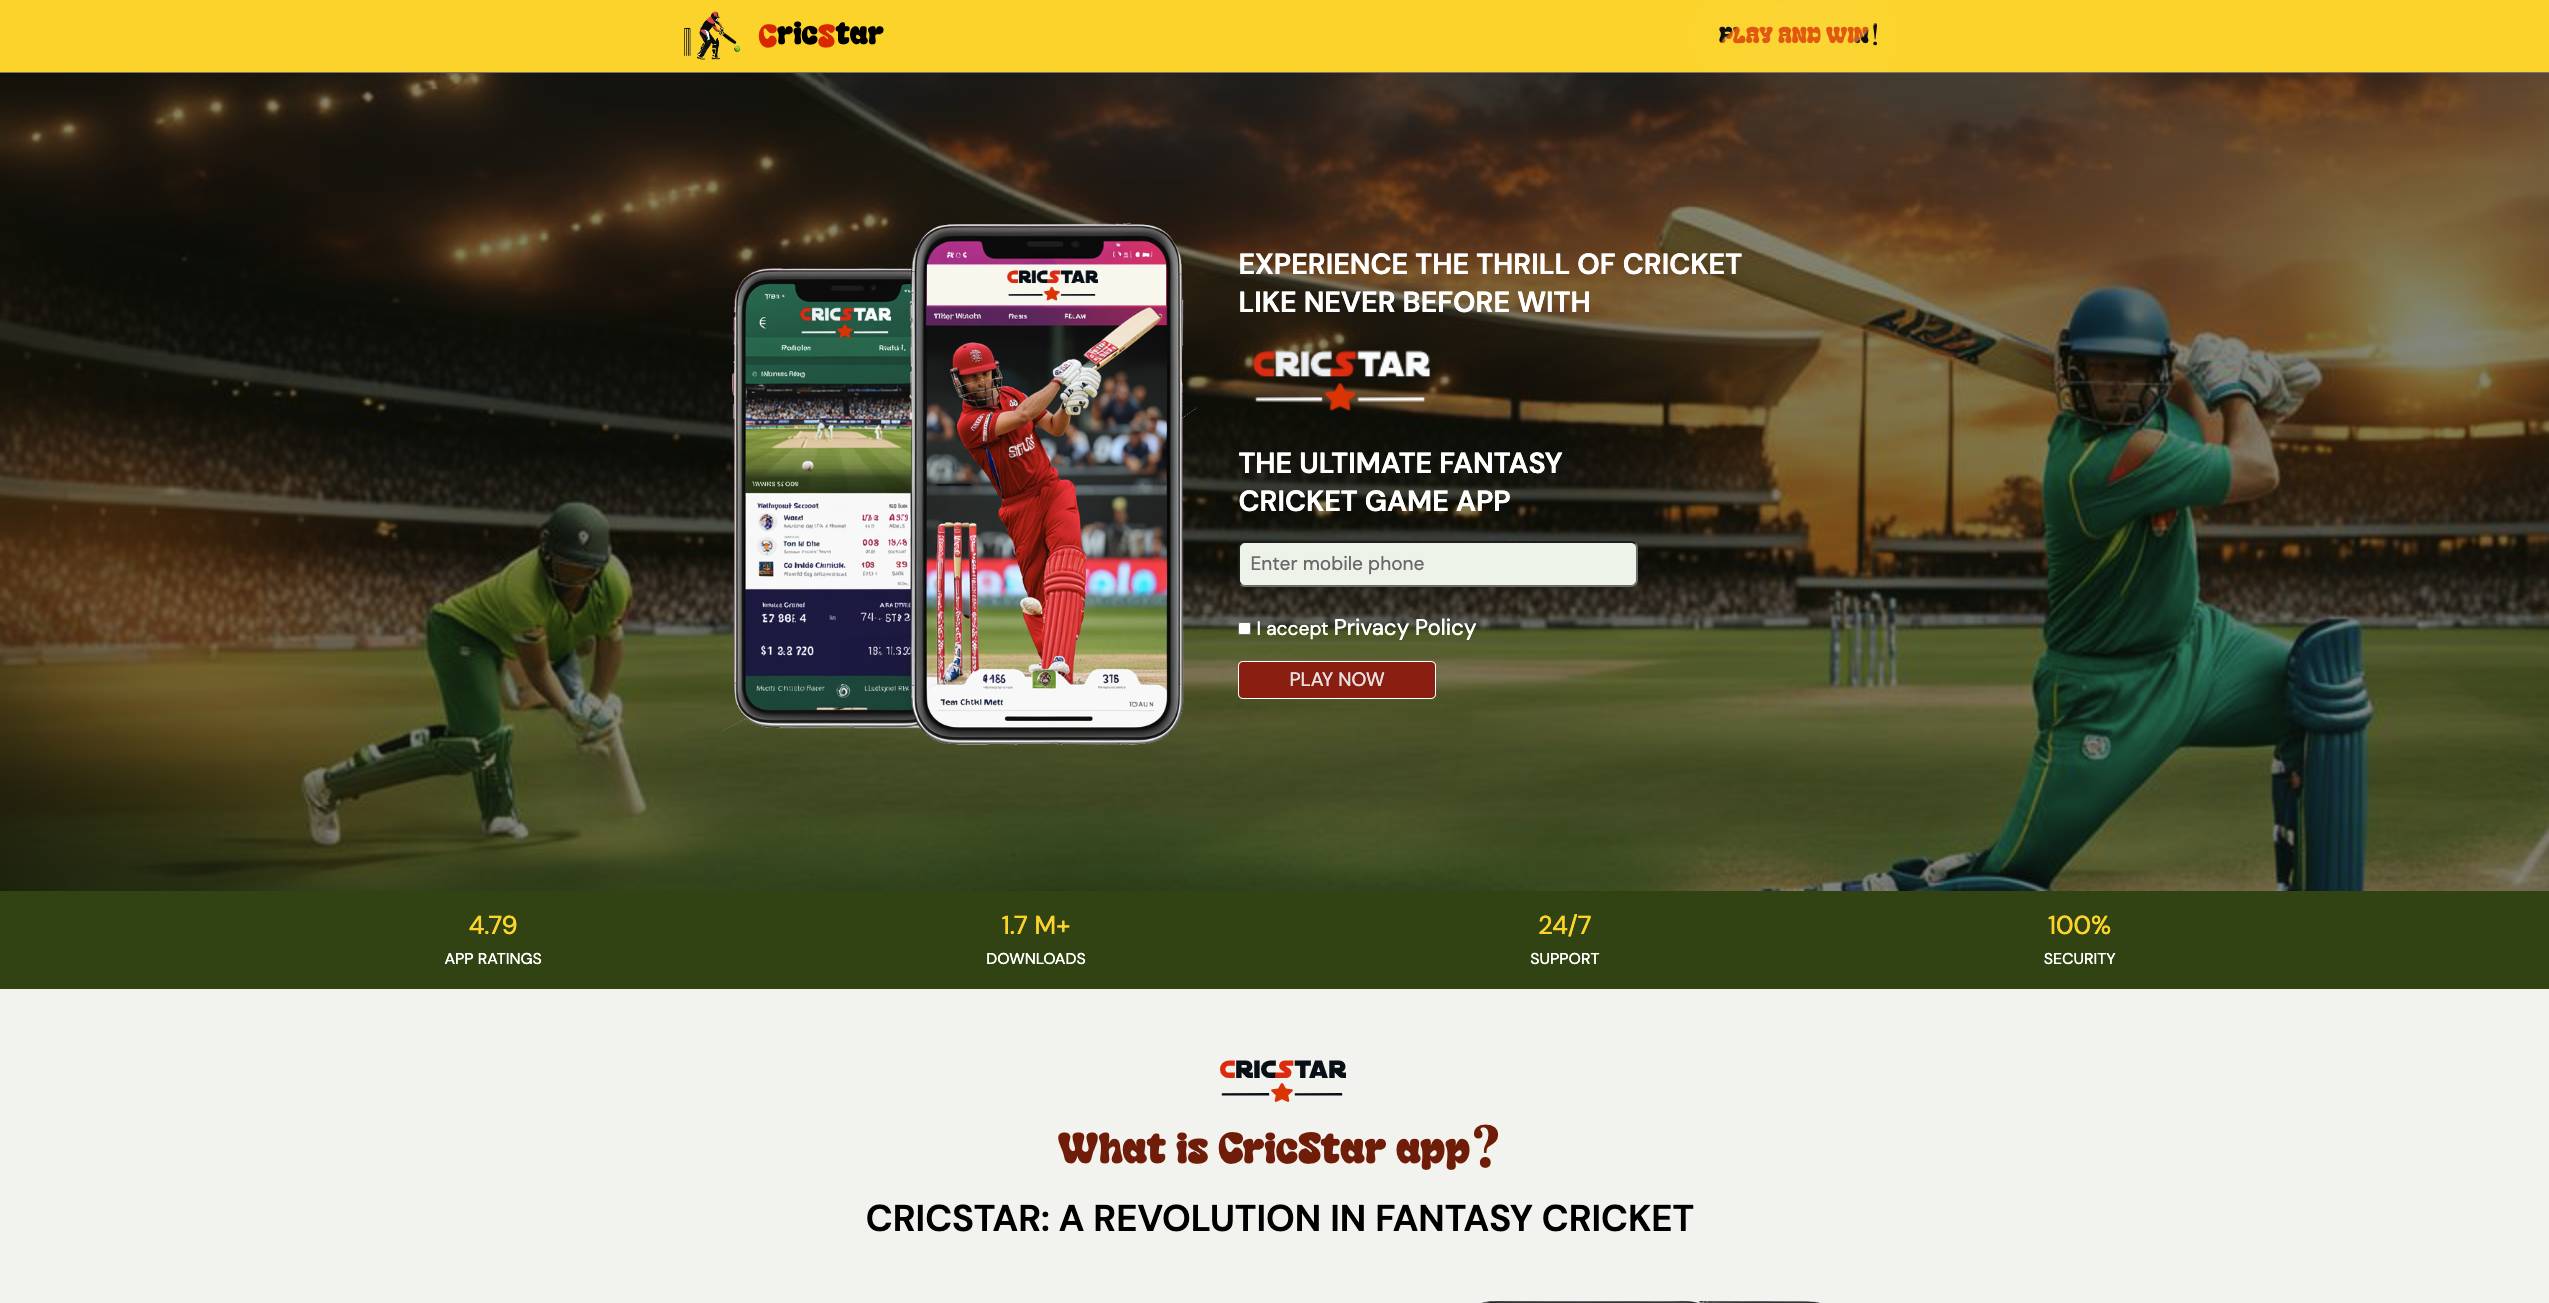 CricStar
PLAY AND WIN!
CRICSTAR
CRICSTAR
EXPERIENCE THE THRILL OF CRICKET
LIKE NEVER BEFORE WITH
CRICSTAR
THE ULTIMATE FANTASY
CRICKET GAME APP
Enter mobile phone
I accept Privacy Policy
PLAY NOW
4.79
APP RATINGS
1.7 M+
DOWNLOADS
24/7
SUPPORT
100%
SECURITY
CRICSTAR
What is CricStar app?
CRICSTAR: A REVOLUTION IN FANTASY CRICKET